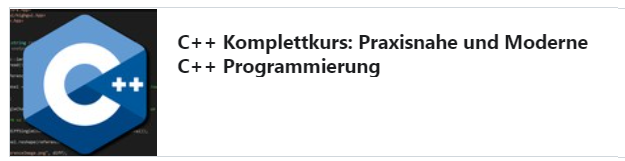 C++ Komplettkurs: Praxisnahe und Moderne
C++ Programmierung
C++